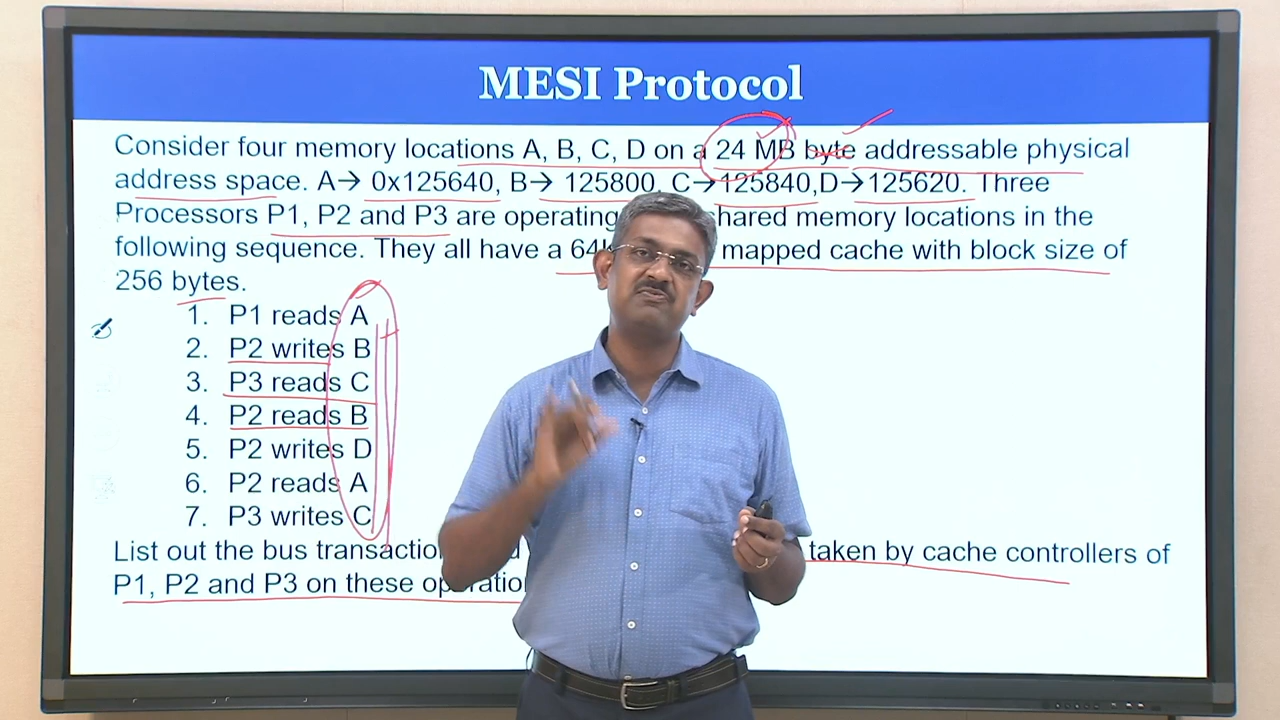 MESI Protocol
Consider four memory locations A, B, C, D on a 24 MB byte addressable physical
address space. A→ 0x125640, B→ 125800, C→125840,D→125620. Three
Processors P1, P2 and P3 are operating shared memory locations in the
following sequence. They all have a mapped cache with block size of
256 bytes.
1. P1 reads A
2. P2 writes B
3. P3 reads C
4. P2 reads B
5. P2 writes D
6. P2 reads A
7. P3 writes C
List out the bus taken by cache controllers of
P1, P2 and P3 on these